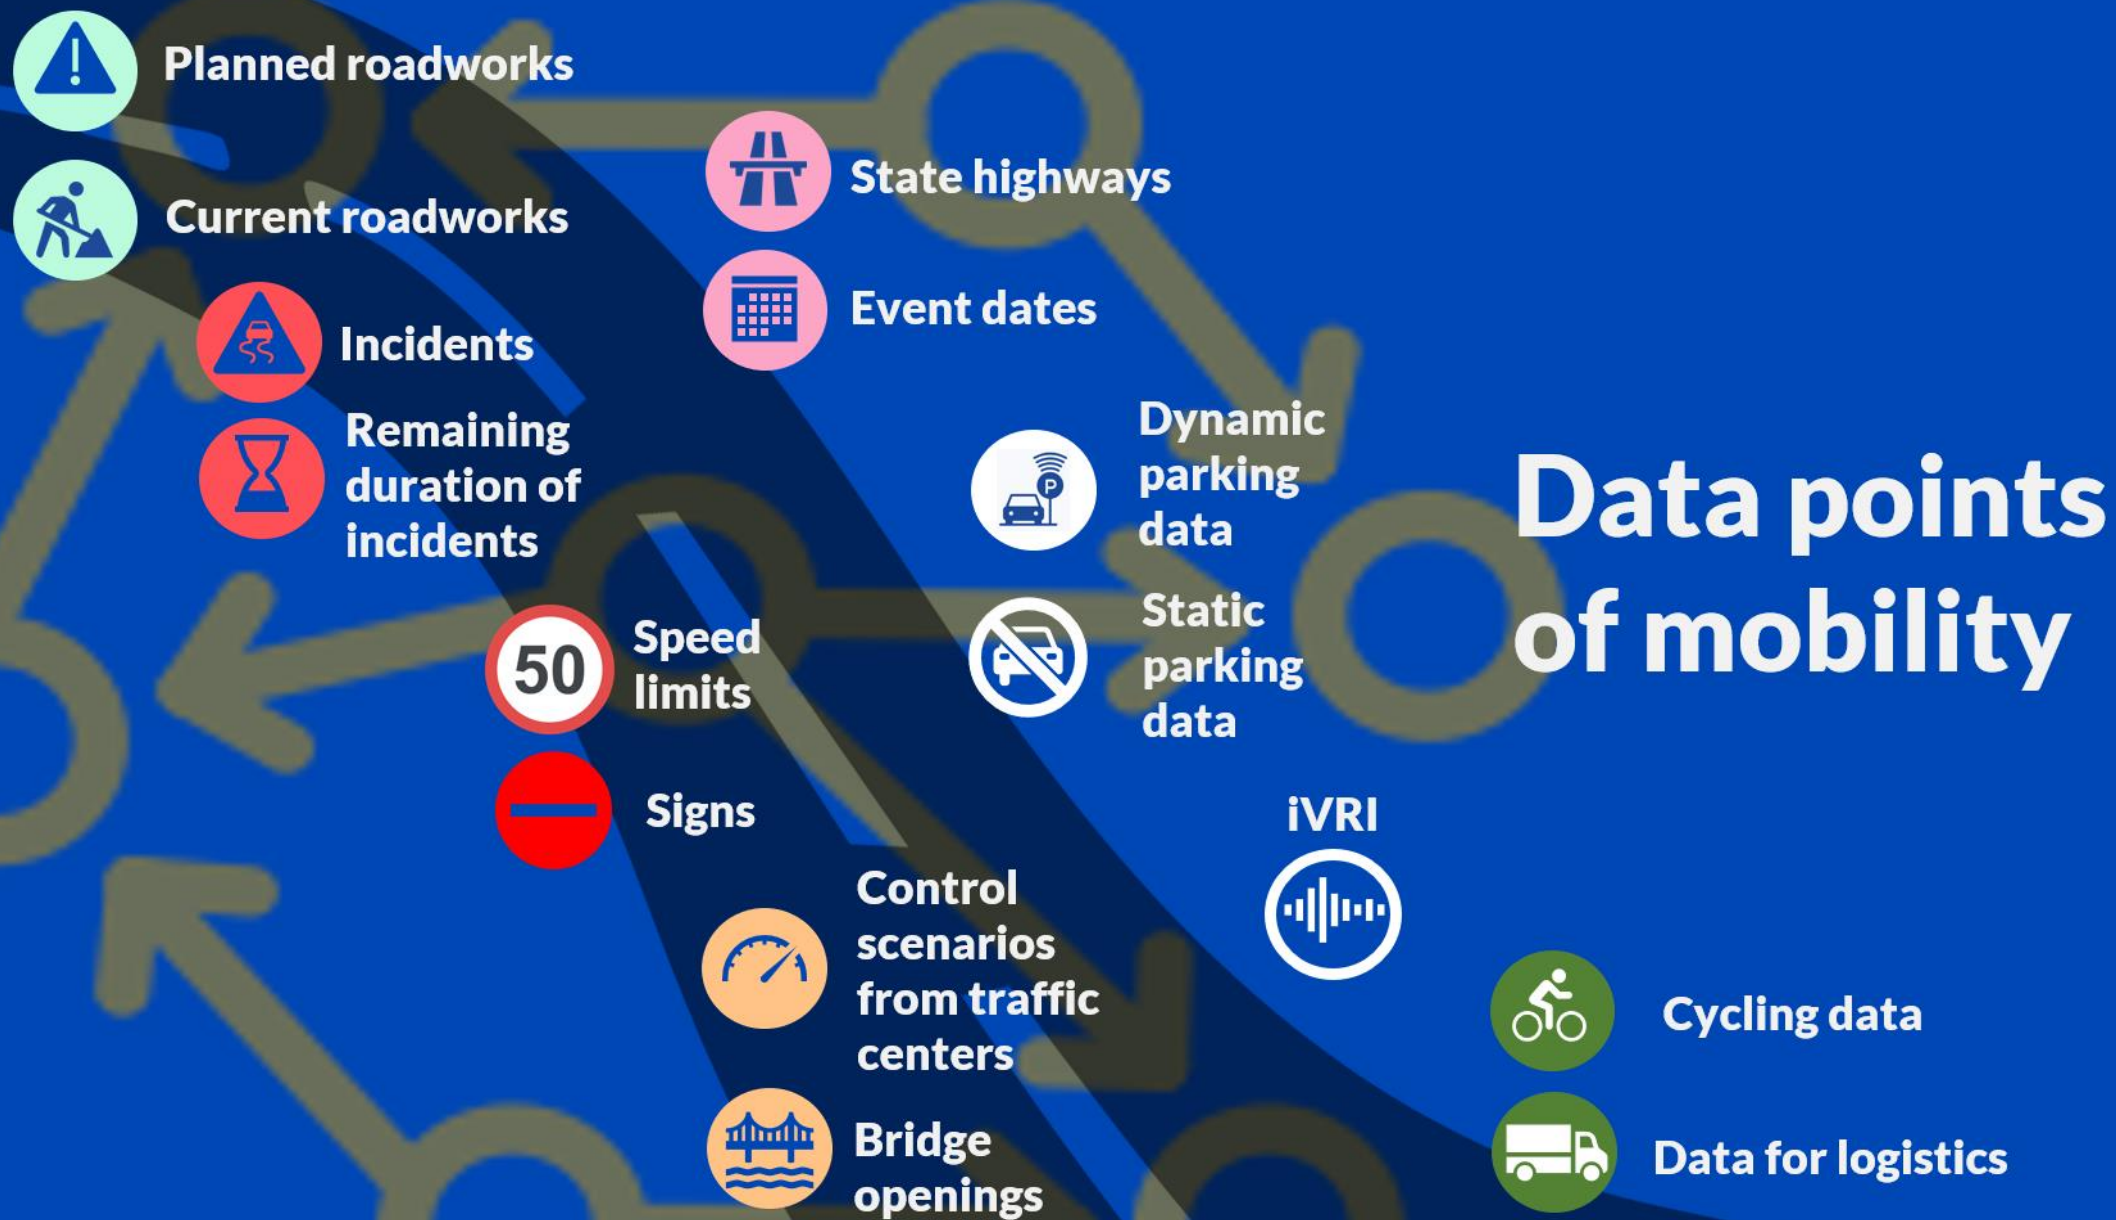 Planned roadworks
Current roadworks
Incidents
Remaining
duration of
incidents
State highways
Event dates
Speed
limits
50
Signs
Dynamic
parking
data
P
Static
parking
data
Data points
of mobility
iVRI
Control
scenarios
from traffic
centers
Bridge
openings
Cycling data
Data for logistics